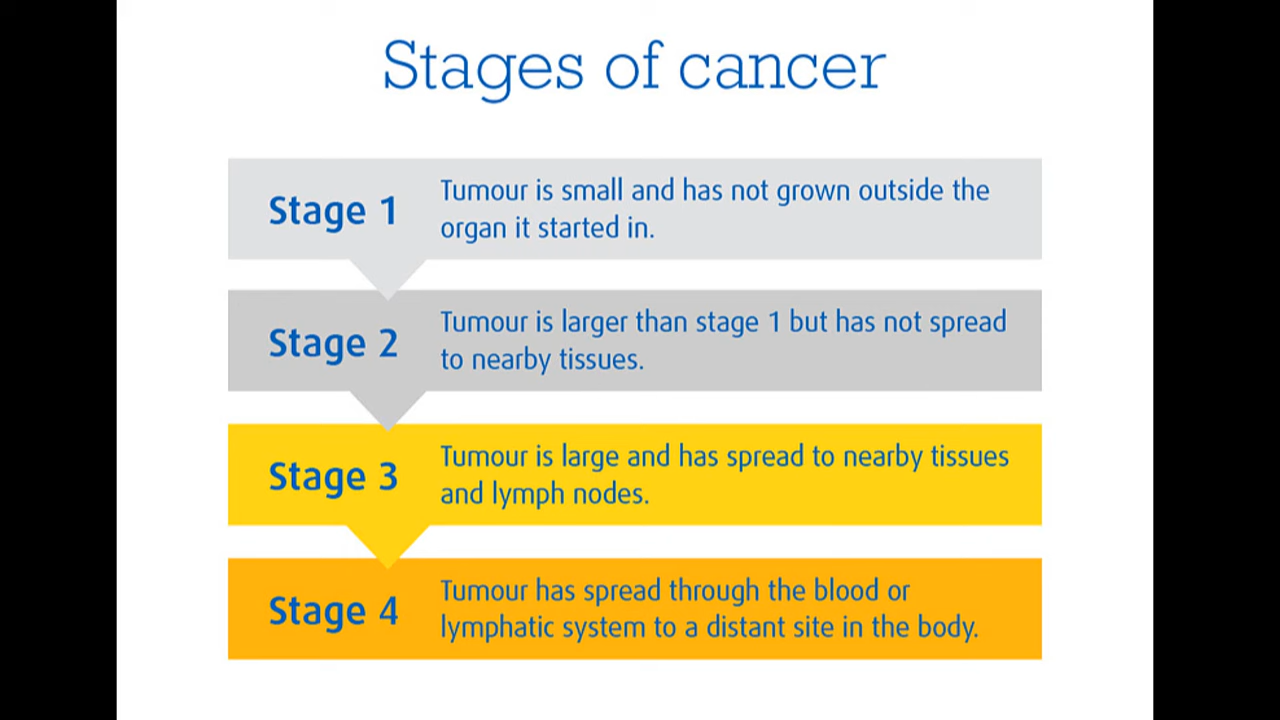 Stages of cancer
Stage 1
Tumour is small and has not grown outside the
organ it started in.
Stage 2
Tumour is larger than stage 1 but has not spread
to nearby tissues.
Stage 3
Tumour is large and has spread to nearby tissues
and lymph nodes.
Stage 4
Tumour has spread through the blood or
lymphatic system to a distant site in the body.